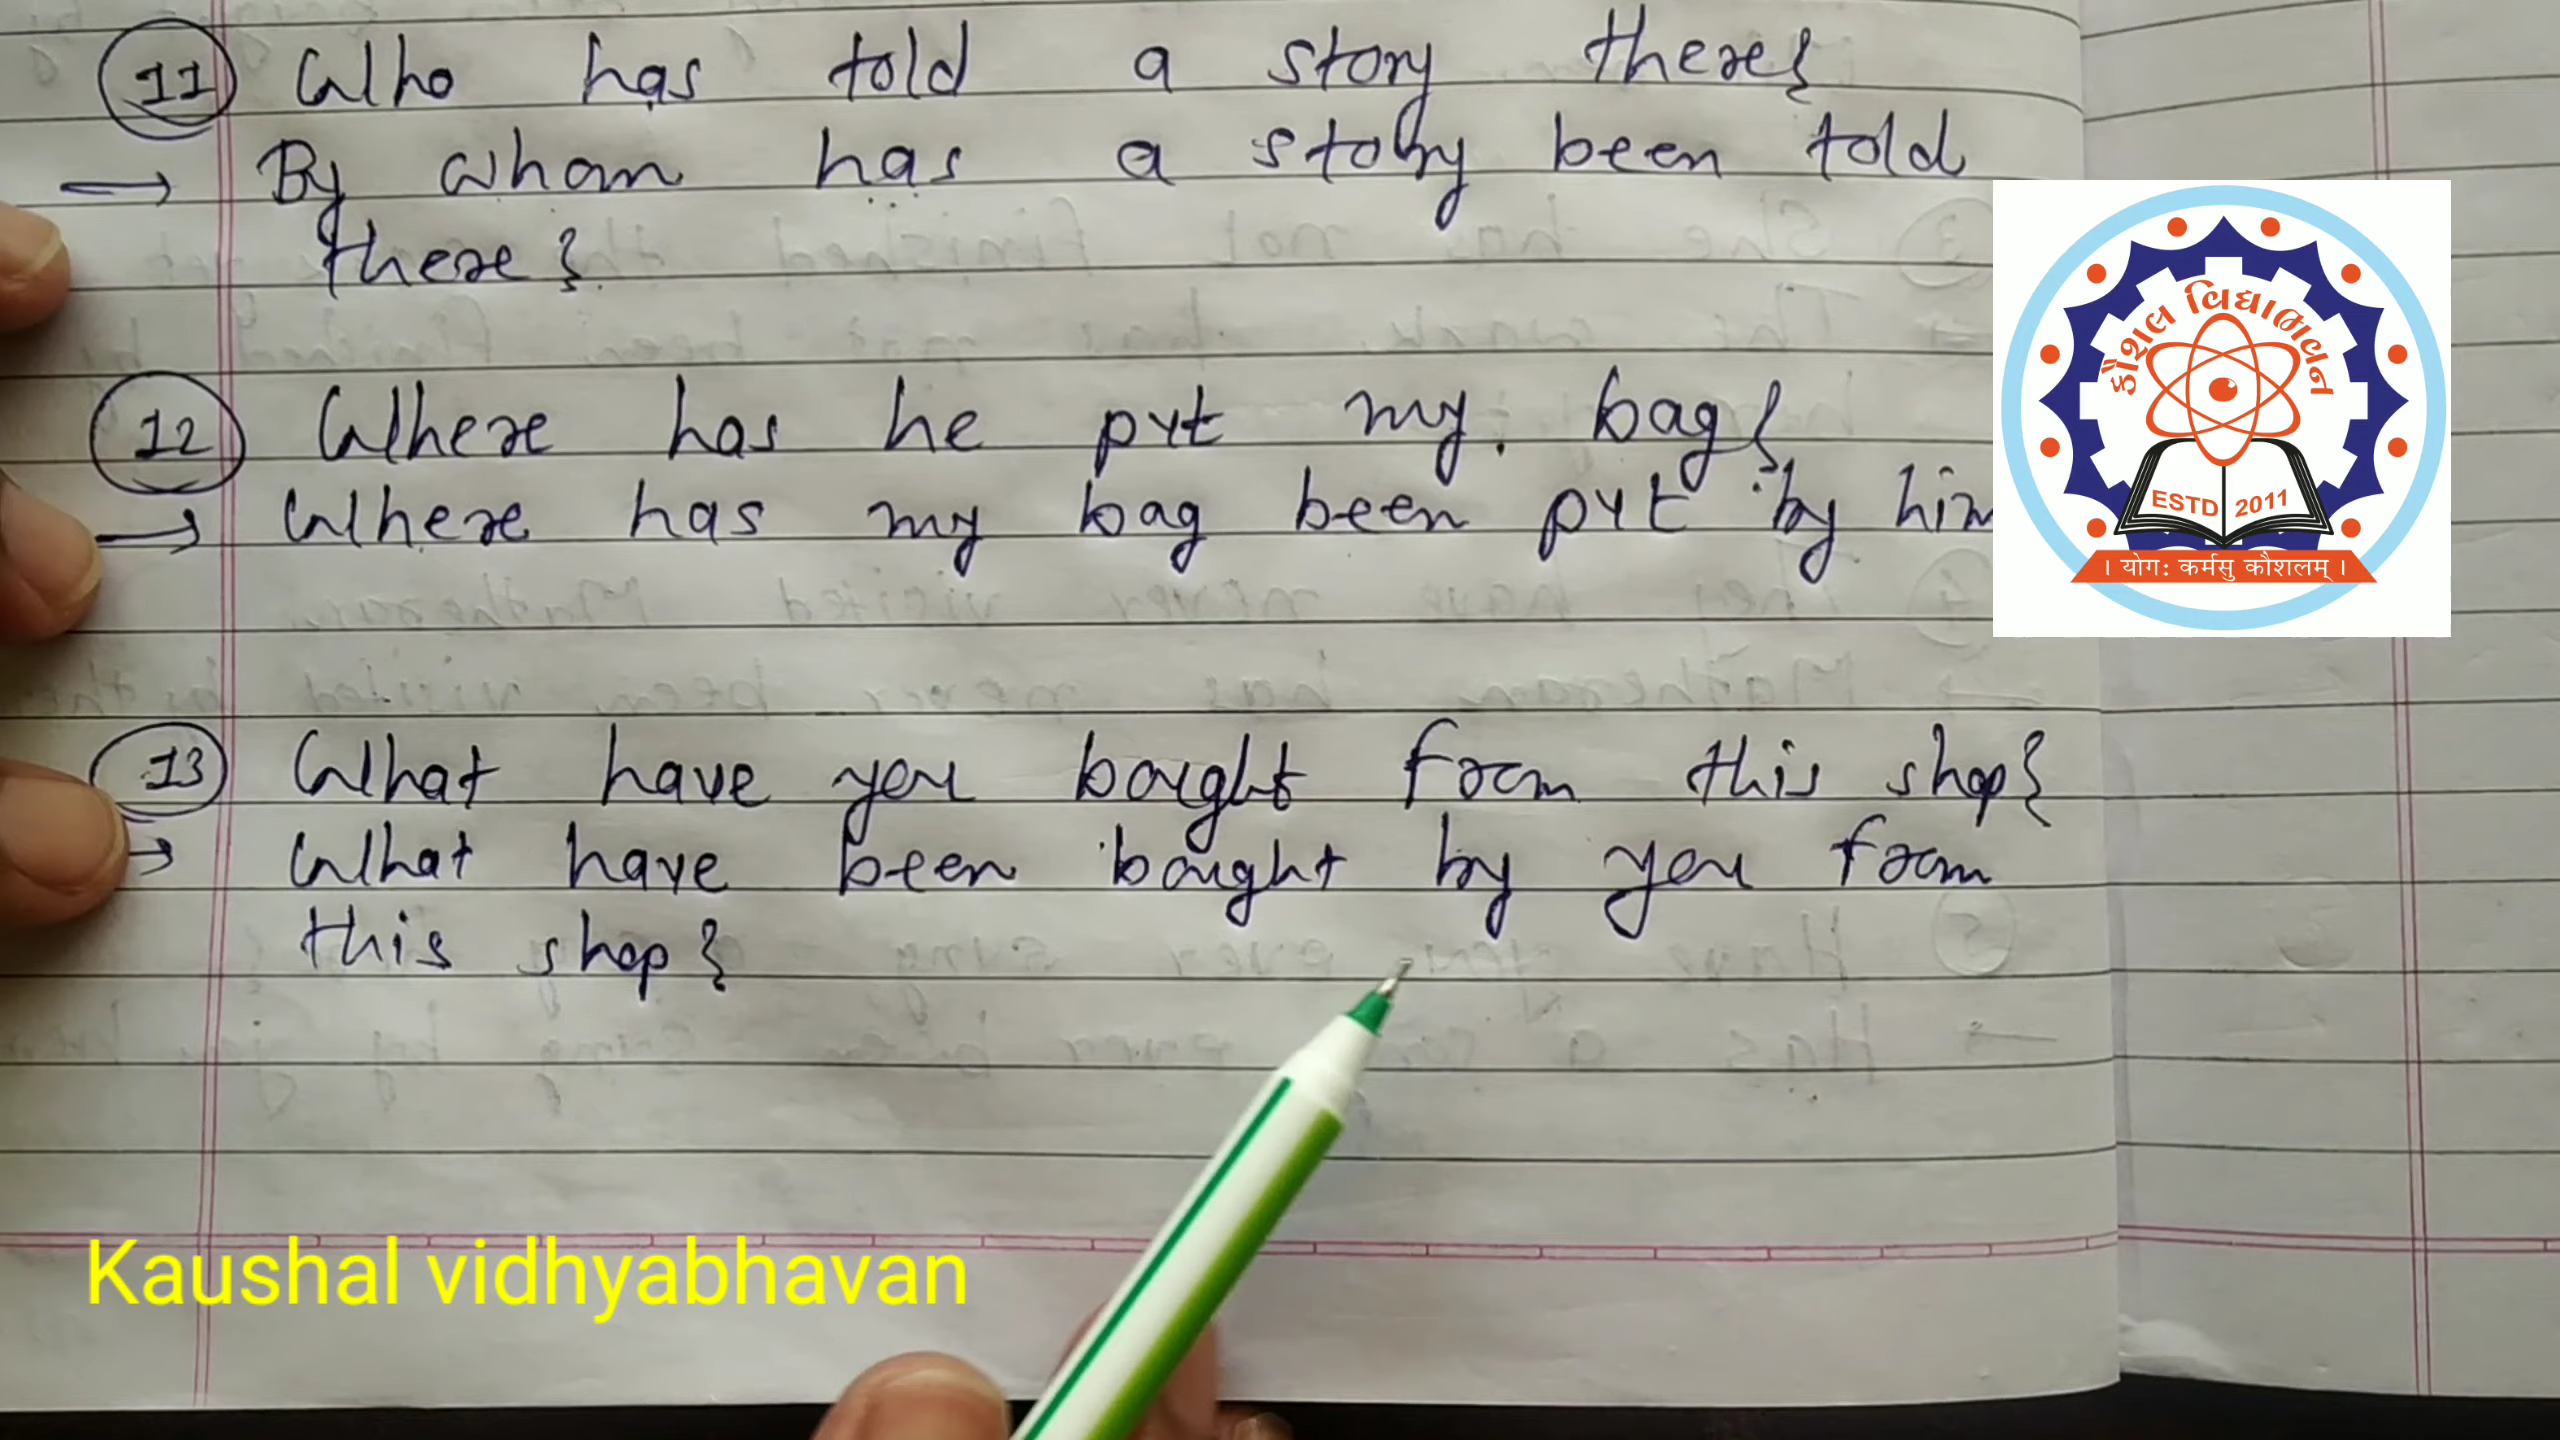 11 Who has told a story there?
→ By whom has a story been told
there?
12 Where has he put my bag?
→ Where has my bag been put by him
13 What have you bought from this shop?
→ What have been bought by you from
this shop?
કૌશલ વિદ્યાભવન
ESTD 2011
। योगः कर्मसु कौशलम् ।
Kaushal vidhyabhavan